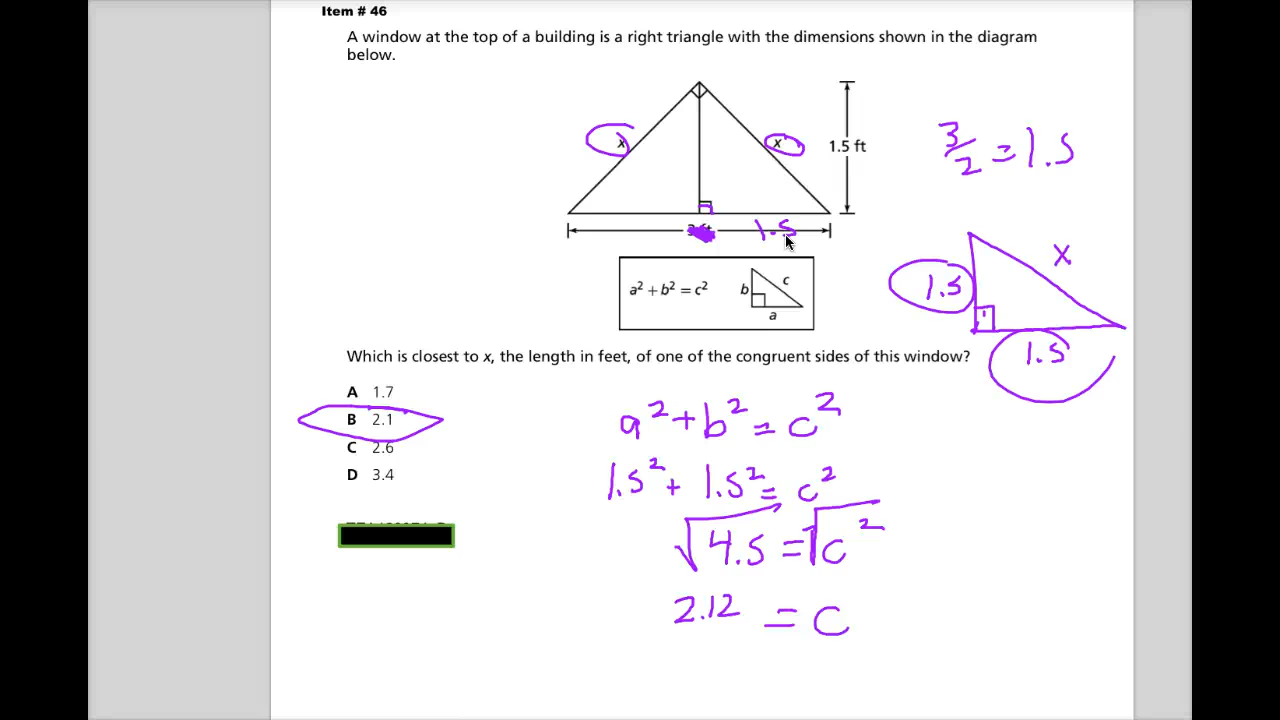 Item # 46
A window at the top of a building is a right triangle with the dimensions shown in the diagram
below.
x
x
1.5 ft
3/2 = 1.5
1.5
x
1.5
1.5
a² + b² = c²
b
c
a
Which is closest to x, the length in feet, of one of the congruent sides of this window?
A 1.7
B 2.1
C 2.6
D 3.4
a² + b² = c²
1.5² + 1.5² = c²
√4.5 = √c²
2.12 = c